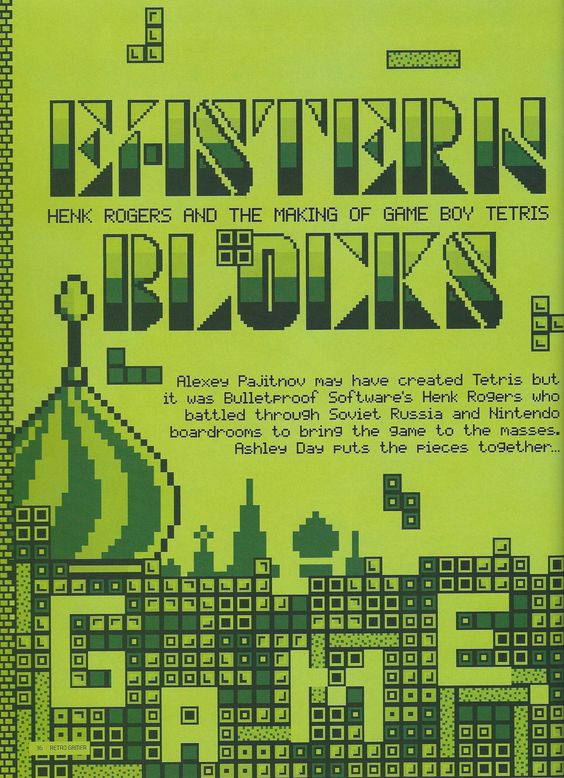 EASTERN
HENK ROGERS AND THE MAKING OF GAME BOY TETRIS
BLOCKS
Alexey Pajitnov may have created Tetris but
it was Bulletproof Software's Henk Rogers who
battled through Soviet Russia and Nintendo
boardrooms to bring the game to the masses.
Ashley Day puts the pieces together...
GAME
36 RETRO GAMER